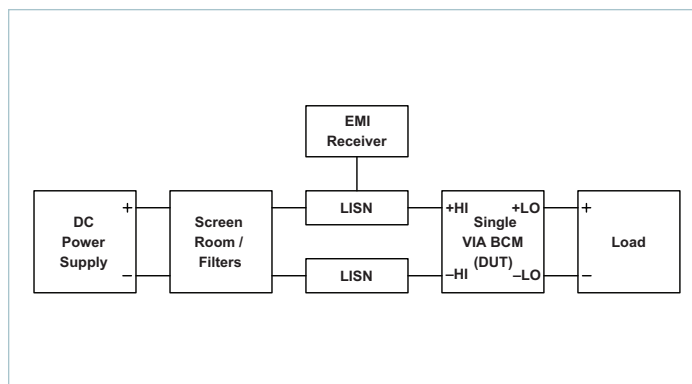 EMI
Receiver
DC
Power
Supply
+
–
Screen
Room /
Filters
LISN
LISN
+HI
–HI
Single
VIA BCM
(DUT)
+LO
–LO
+
–
Load